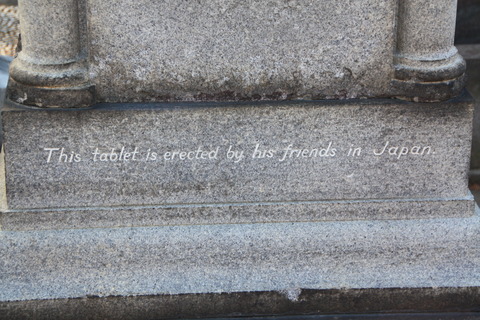 This tablet is erected by his friends in Japan.